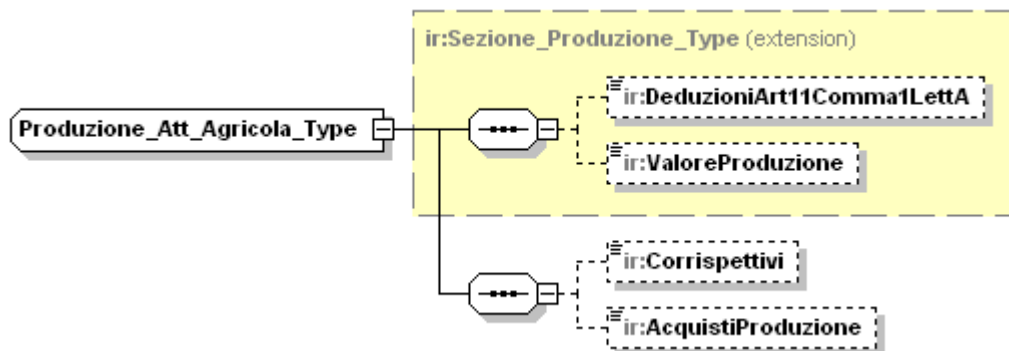 ir:Sezione_Produzione_Type (extension)
ir:DeduzioniArt11Comma1LettA
Produzione_Att_Agricola_Type
ir:ValoreProduzione
ir:Corrispettivi
ir:AcquistiProduzione